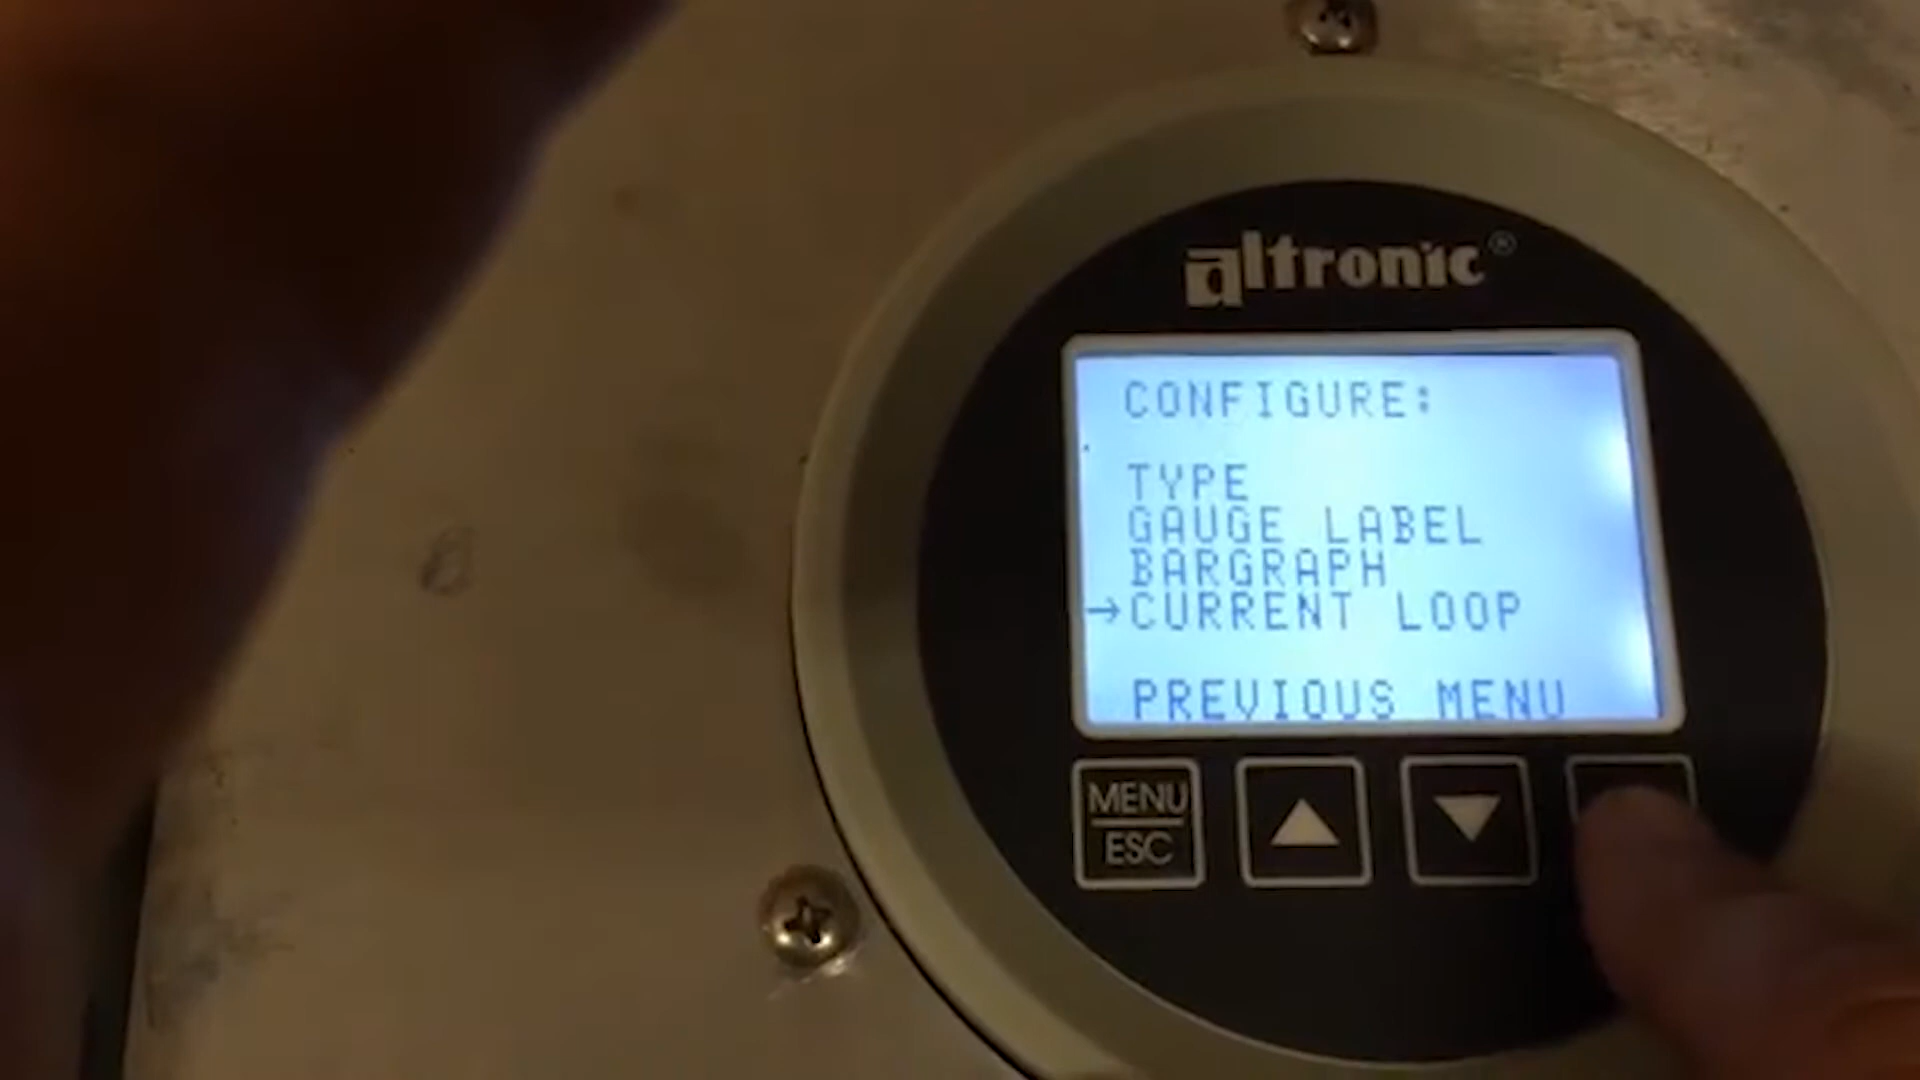 altronic®
CONFIGURE:
TYPE
GAUGE LABEL
BARGRAPH
→CURRENT LOOP
PREVIOUS MENU
MENU
ESC